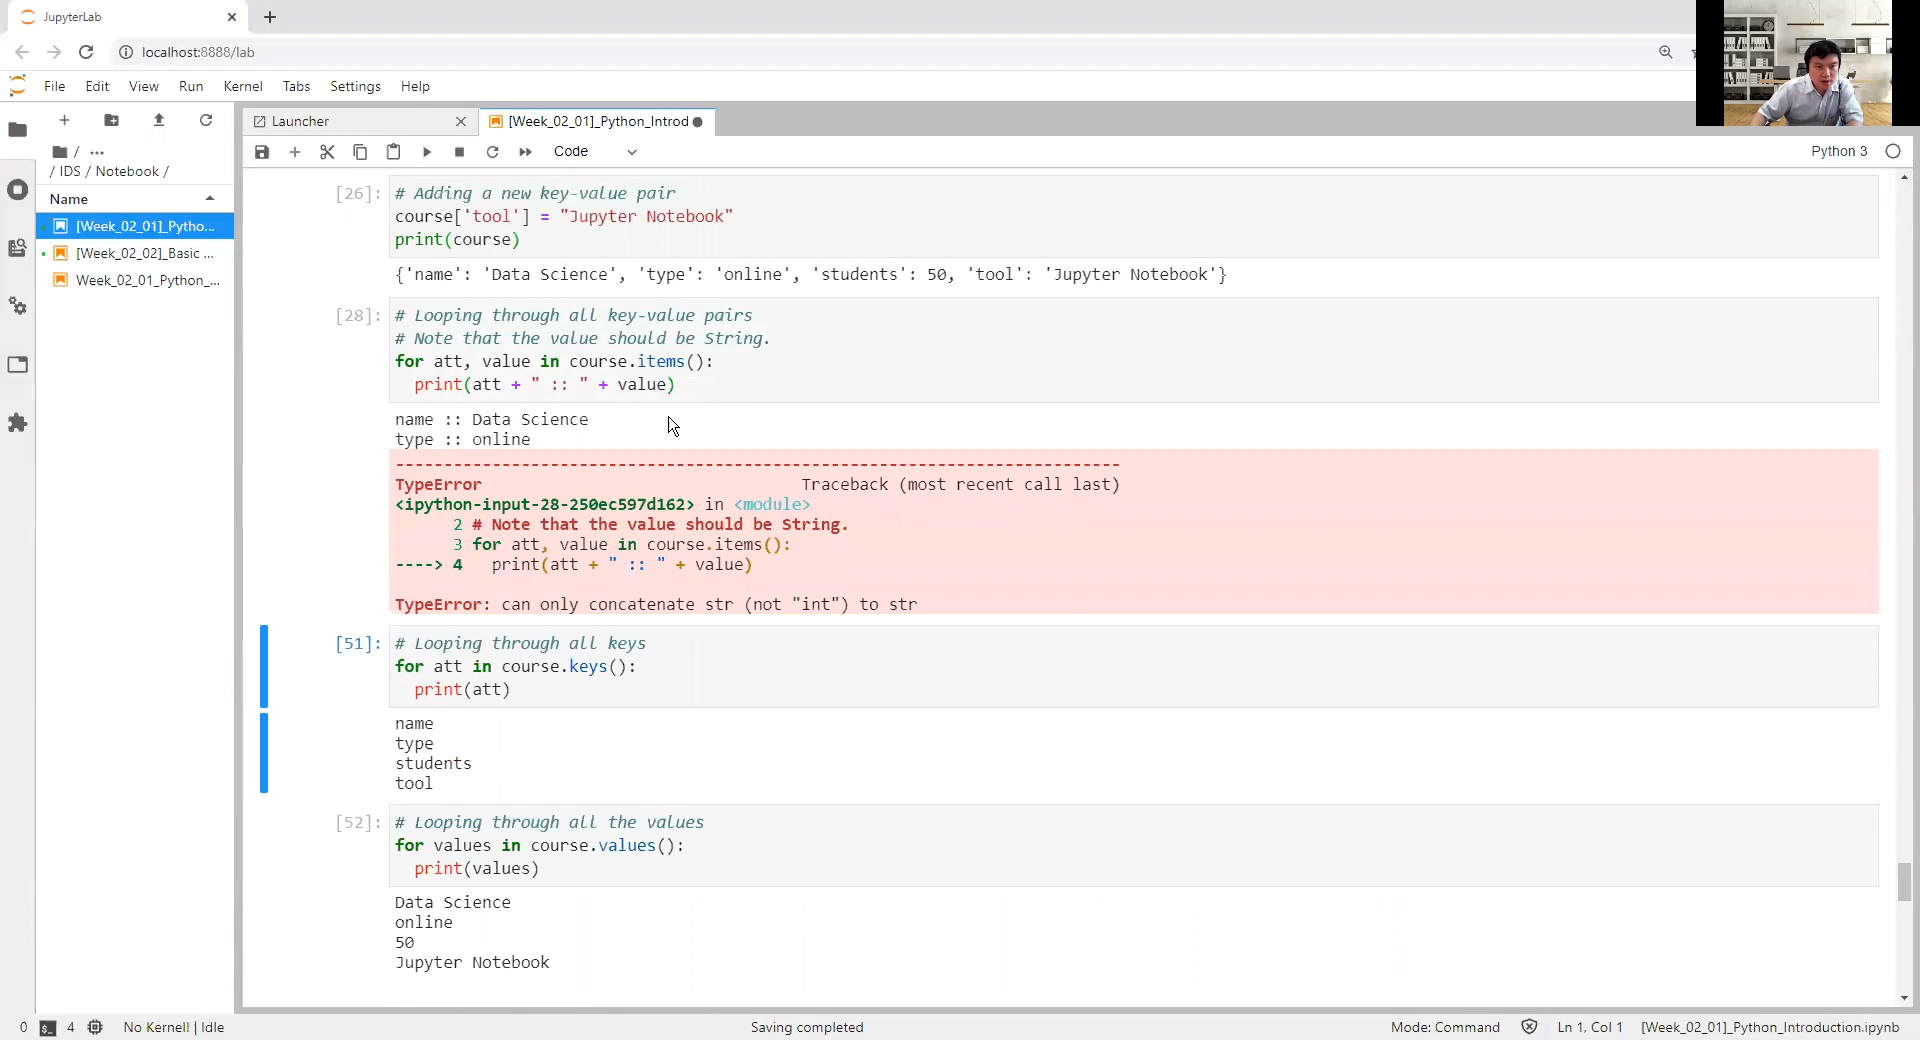 JupyterLab
localhost:8888/lab
File Edit View Run Kernel Tabs Settings Help
Launcher
[Week_02_01]_Python_Introd
/ …
/ IDS / Notebook /
Code
Python 3
Name
[Week_02_01]_Pytho...
[Week_02_02]_Basic ...
Week_02_01_Python_...
[26]: # Adding a new key-value pair
course['tool'] = "Jupyter Notebook"
print(course)
{'name': 'Data Science', 'type': 'online', 'students': 50, 'tool': 'Jupyter Notebook'}
[28]: # Looping through all key-value pairs
# Note that the value should be String.
for att, value in course.items():
  print(att + " :: " + value)
name :: Data Science
type :: online
---------------------------------------------------------------------------
TypeError                                 Traceback (most recent call last)
<ipython-input-28-250ec597d162> in <module>
      2 # Note that the value should be String.
      3 for att, value in course.items():
----> 4   print(att + " :: " + value)
TypeError: can only concatenate str (not "int") to str
[51]: # Looping through all keys
for att in course.keys():
  print(att)
name
type
students
tool
[52]: # Looping through all the values
for values in course.values():
  print(values)
Data Science
online
50
Jupyter Notebook
0 4 No Kernel! | Idle Saving completed Mode: Command Ln 1, Col 1 [Week_02_01]_Python_Introduction.ipynb